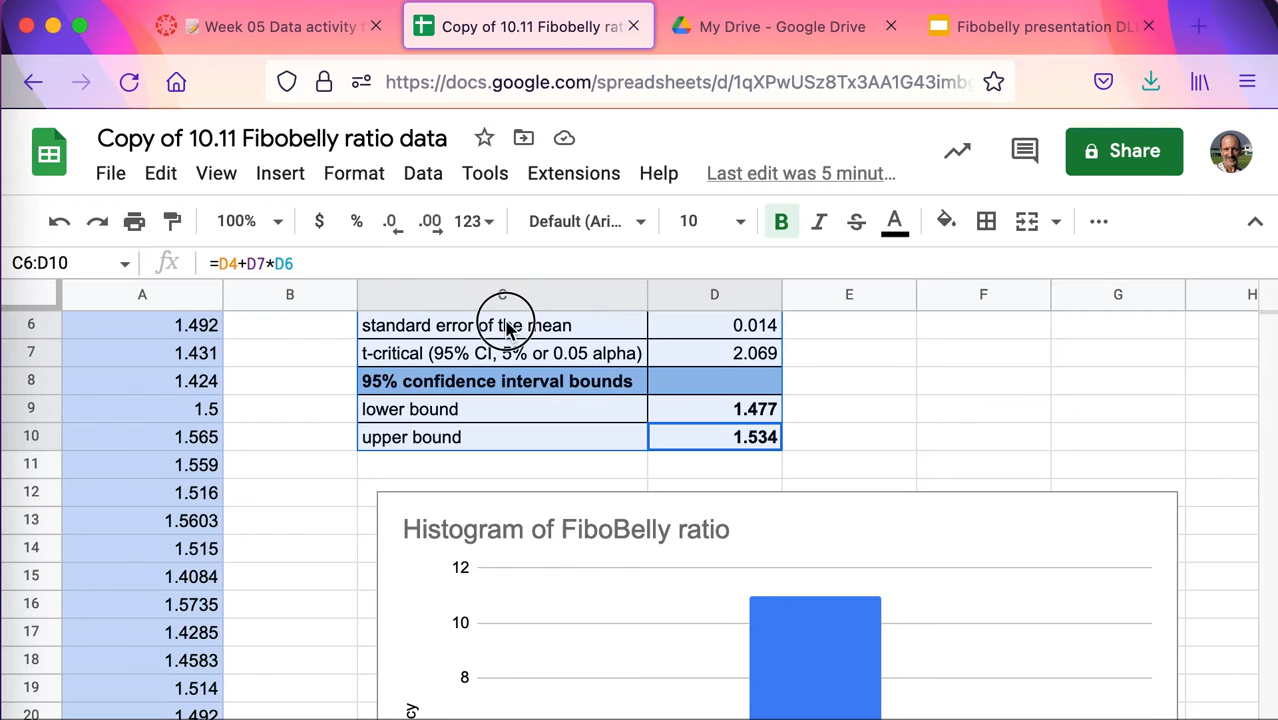 📝 Week 05 Data activity f
Copy of 10.11 Fibobelly rat
My Drive - Google Drive
Fibobelly presentation DL
https://docs.google.com/spreadsheets/d/1qXPwUSz8Tx3AA1G43imbg
Copy of 10.11 Fibobelly ratio data
Share
File Edit View Insert Format Data Tools Extensions Help Last edit was 5 minut...
100% $ % .0 .00 123 Default (Ari... 10 B I S A
C6:D10 fx =D4+D7*D6
A B C D E F G H
6 1.492 standard error of the mean 0.014
7 1.431 t-critical (95% CI, 5% or 0.05 alpha) 2.069
8 1.424 95% confidence interval bounds
9 1.5 lower bound 1.477
10 1.565 upper bound 1.534
11 1.559
12 1.516
13 1.5603
14 1.515
15 1.4084
16 1.5735
17 1.4285
18 1.4583
19 1.514
20 1.492
Histogram of FiboBelly ratio
12
10
8
cy